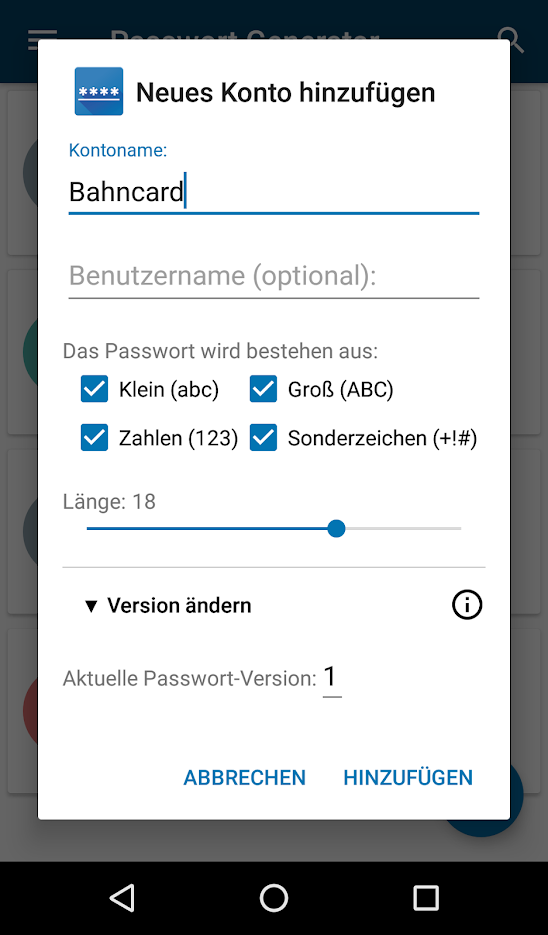 Passwort Generator
****
Neues Konto hinzufügen
Kontoname:
Bahncard
Benutzername (optional):
Das Passwort wird bestehen aus:
Klein (abc) Groß (ABC)
Zahlen (123) Sonderzeichen (+!#)
Länge: 18
▼ Version ändern
Aktuelle Passwort-Version: 1
ABBRECHEN HINZUFÜGEN